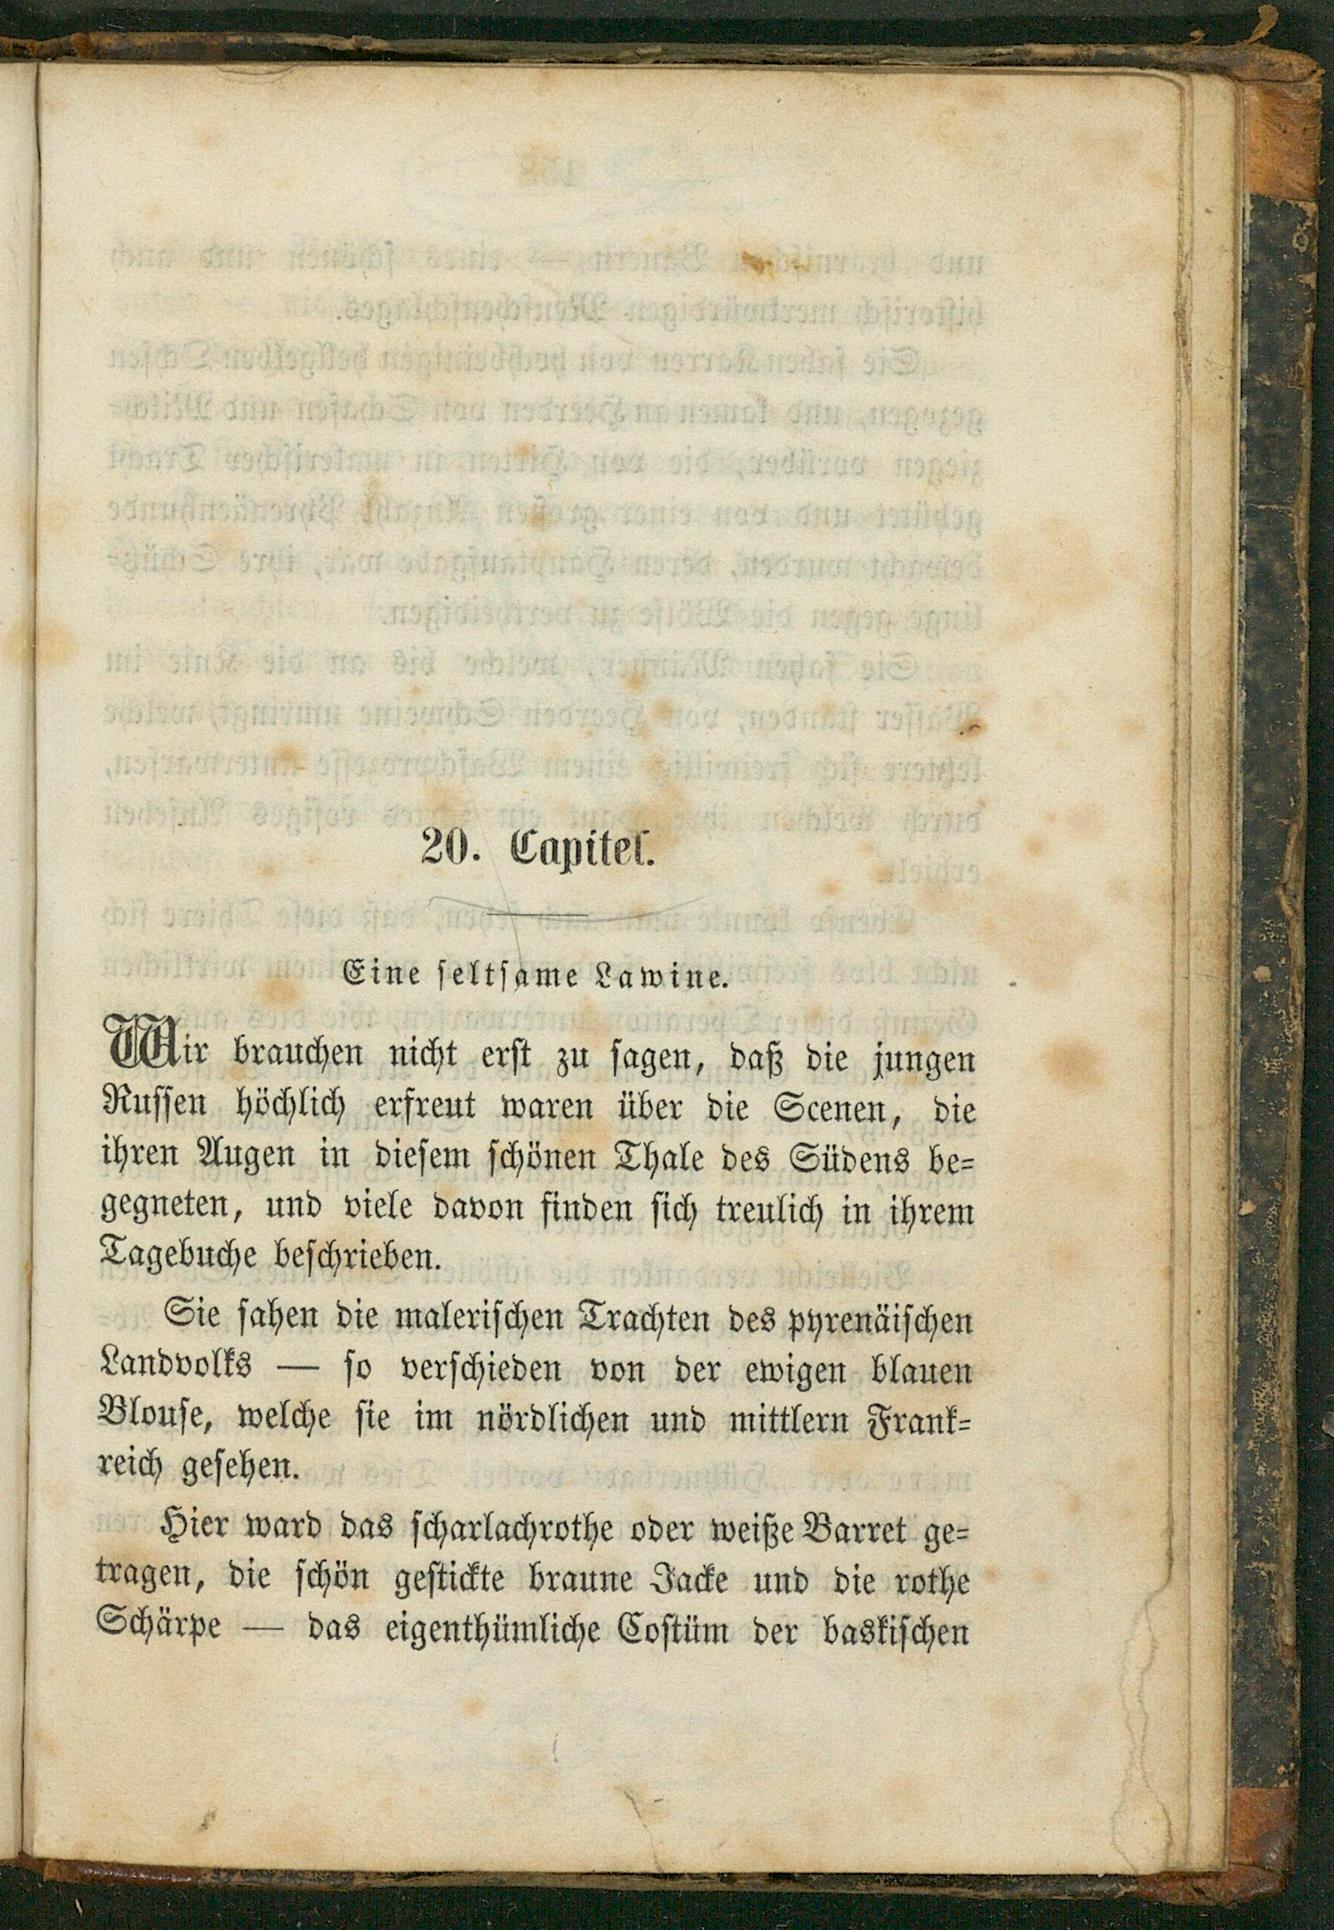 20. Capitel.
Eine seltsame Lawine.
Wir brauchen nicht erst zu sagen, daß die jungen
Russen höchlich erfreut waren über die Scenen, die
ihren Augen in diesem schönen Thale des Südens be=
gegneten, und viele davon finden sich treulich in ihrem
Tagebuche beschrieben.
Sie sahen die malerischen Trachten des pyrenäischen
Landvolks — so verschieden von der ewigen blauen
Blouse, welche sie im nördlichen und mittlern Frank=
reich gesehen.
Hier ward das scharlachrothe oder weiße Barret ge=
tragen, die schön gestickte braune Jacke und die rothe
Schärpe — das eigenthümliche Costüm der baskischen